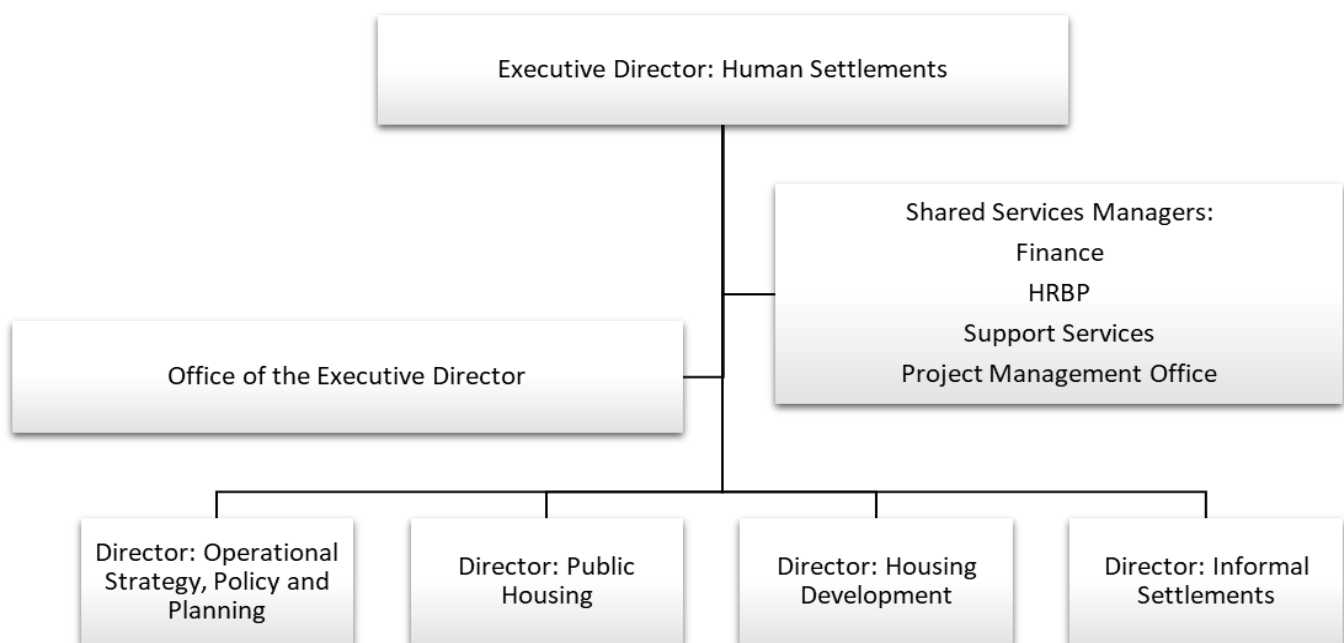 Executive Director: Human Settlements
Shared Services Managers:
Finance
HRBP
Support Services
Project Management Office
Office of the Executive Director
Director: Operational
Strategy, Policy and
Planning
Director: Public
Housing
Director: Housing
Development
Director: Informal
Settlements